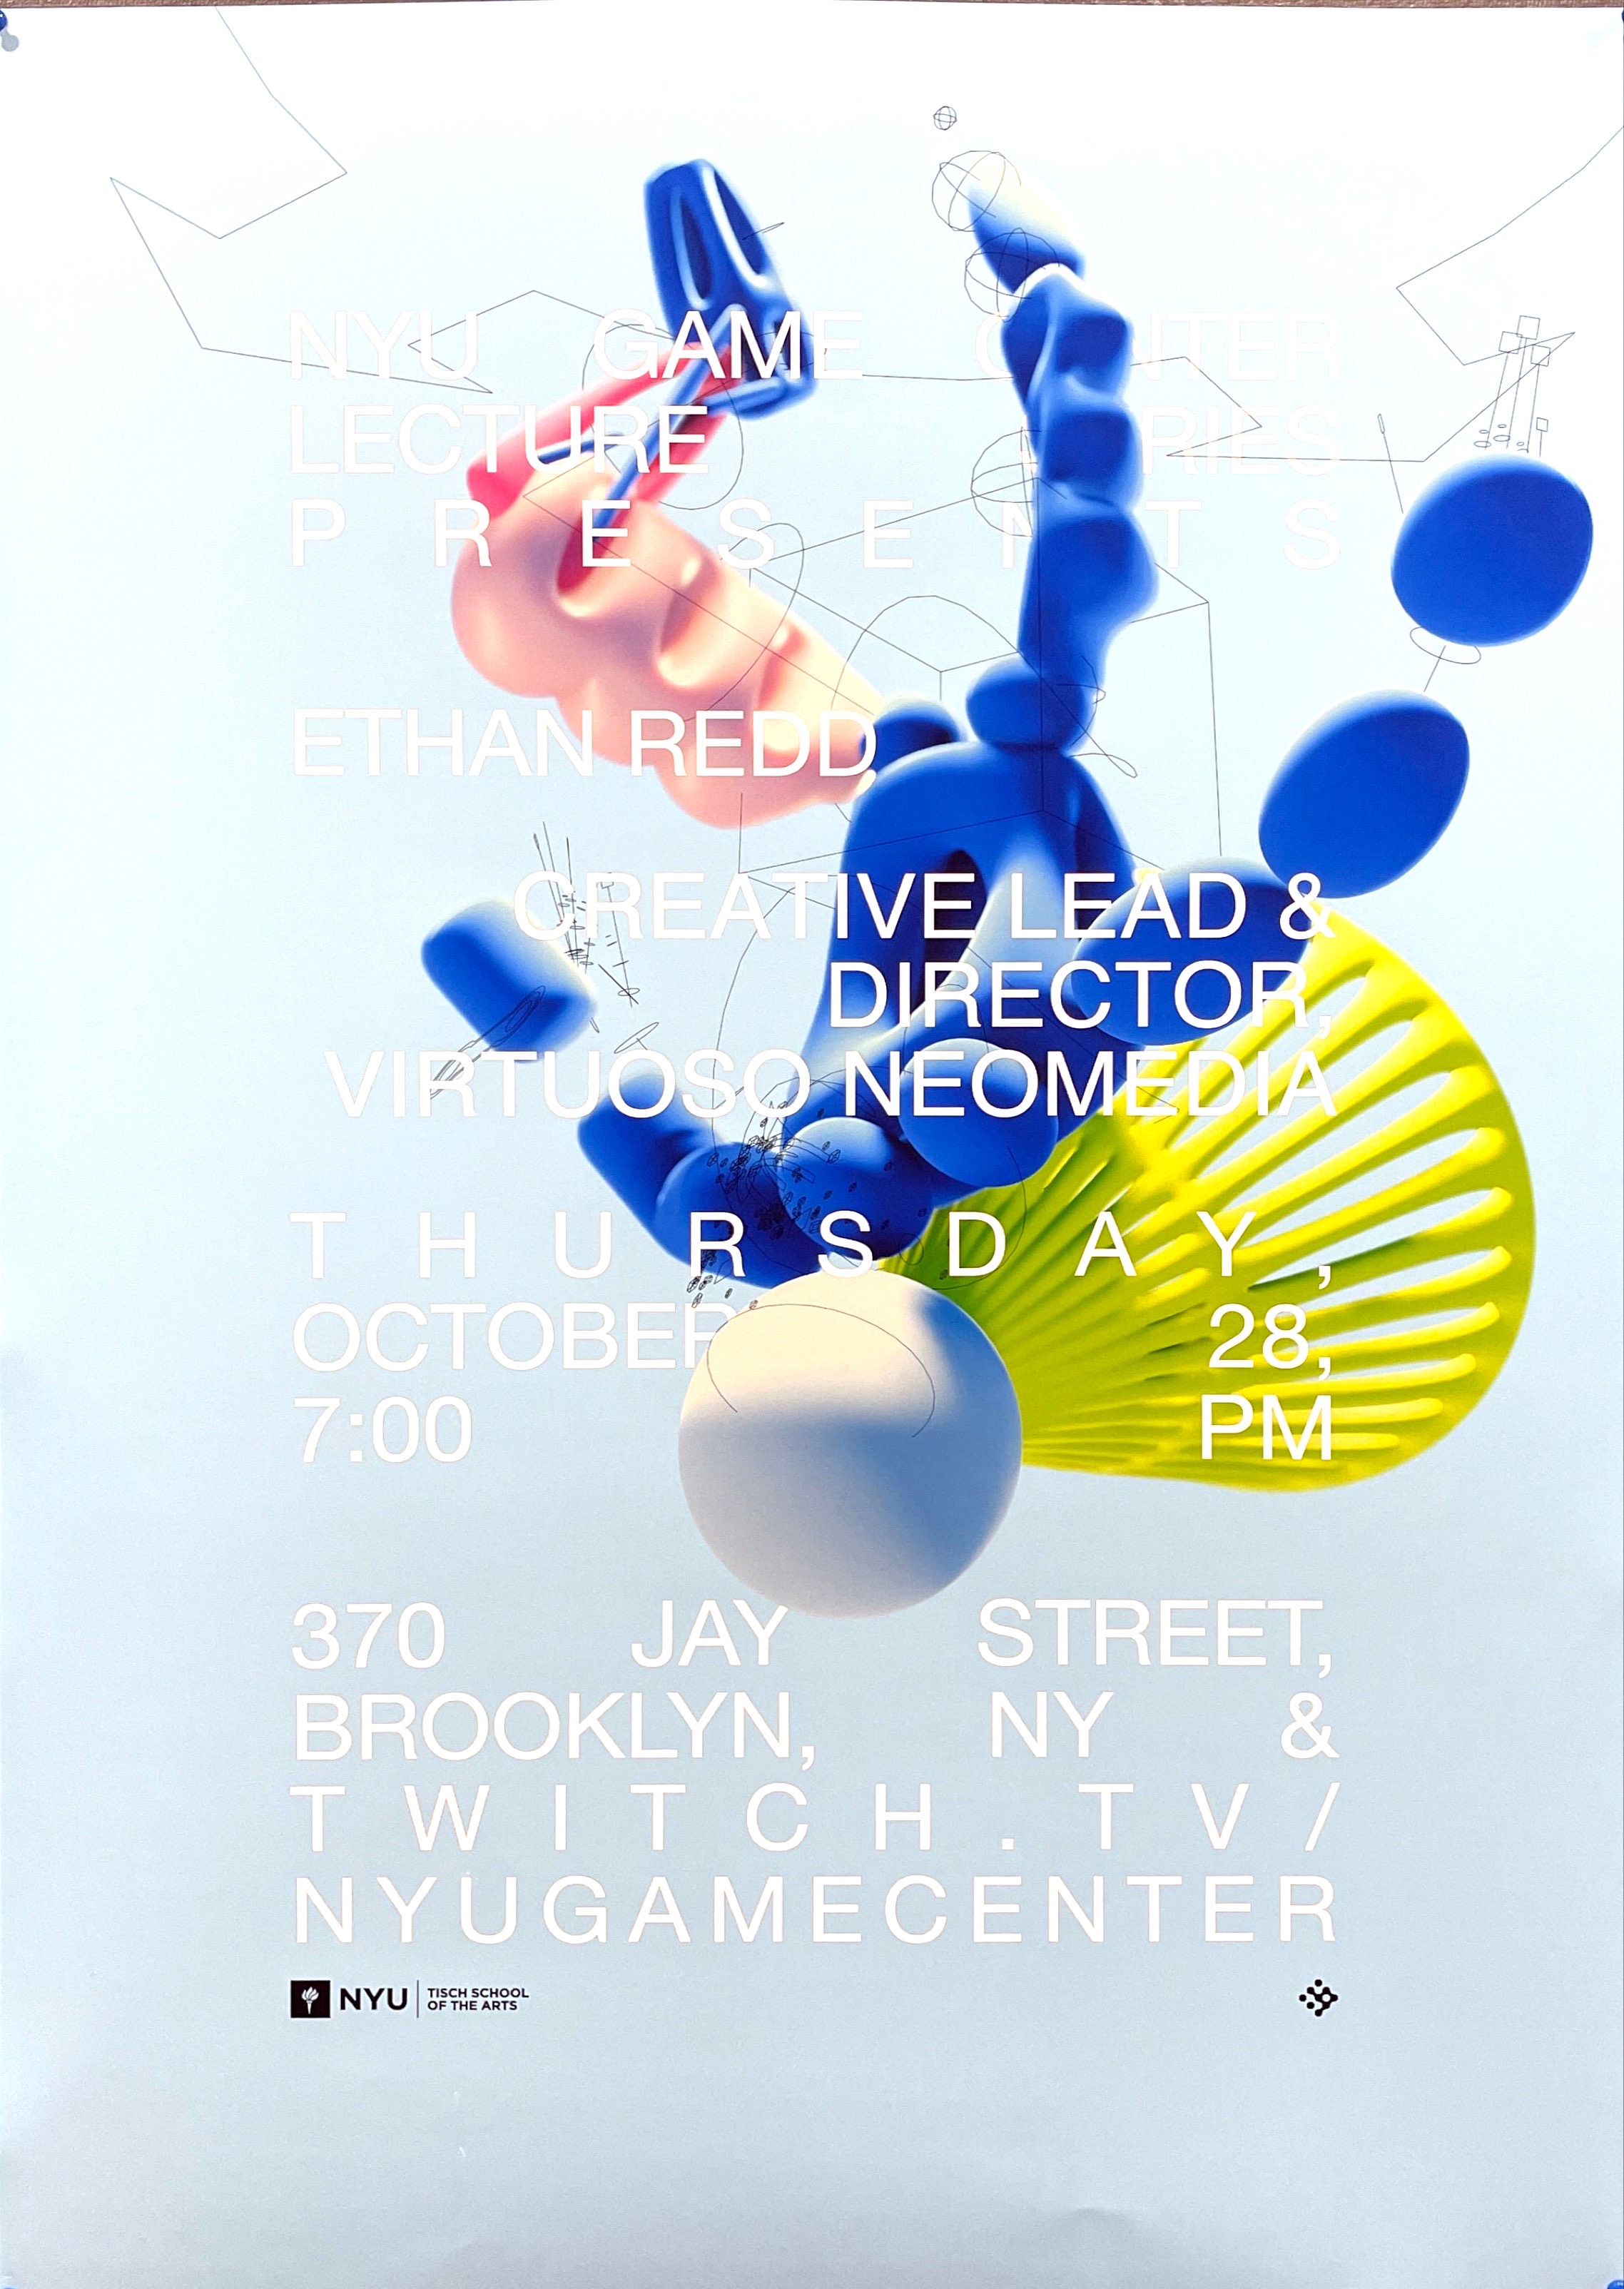 NYU GAME CENTER
LECTURE SERIES
PRESENTS
ETHAN REDD
CREATIVE LEAD &
DIRECTOR,
VIRTUOSO NEOMEDIA
THURSDAY,
OCTOBER 28,
7:00 PM
370 JAY STREET,
BROOKLYN, NY &
TWITCH.TV/
NYUGAMECENTER
NYU
TISCH SCHOOL
OF THE ARTS